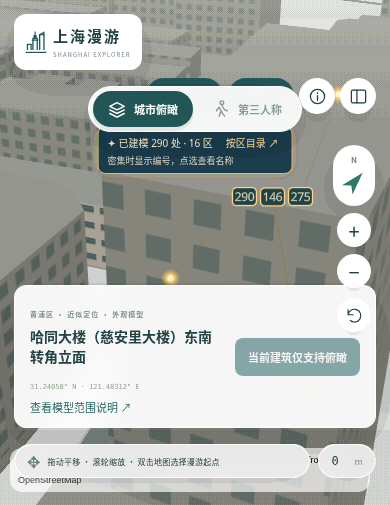 上海漫游
SHANGHAI EXPLORER
城市俯瞰
第三人称
✦ 已建模 290 处 · 16 区 按区目录 ↗
密集时显示编号，点选查看名称
N
290 146 275
+
−
黄浦区 · 近似定位 · 外观模型
哈同大楼（慈安里大楼）东南
转角立面
当前建筑仅支持俯瞰
31.24050° N · 121.48312° E
查看模型范围说明 ↗
拖动平移 · 滚轮缩放 · 双击地图选择漫游起点
0 m
OpenStreetMap